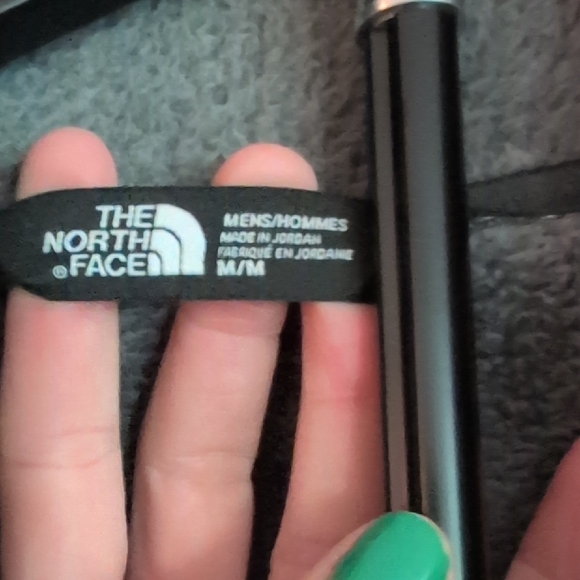 THE
NORTH
® FACE
MENS/HOMMES
MADE IN JORDAN
FABRIQUÉ EN JORDANIE
M/M